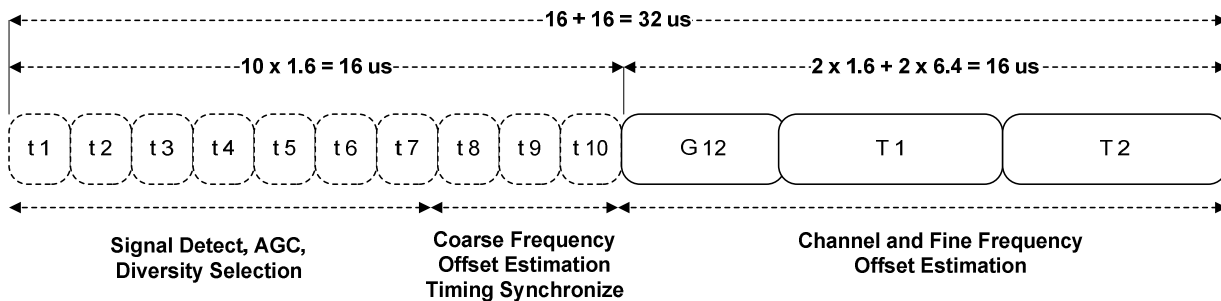 16 + 16 = 32 us
10 x 1.6 = 16 us
2 x 1.6 + 2 x 6.4 = 16 us
t 1 t 2 t 3 t 4 t 5 t 6 t 7 t 8 t 9 t 10 G 12 T 1 T 2
Signal Detect, AGC,
Diversity Selection
Coarse Frequency
Offset Estimation
Timing Synchronize
Channel and Fine Frequency
Offset Estimation